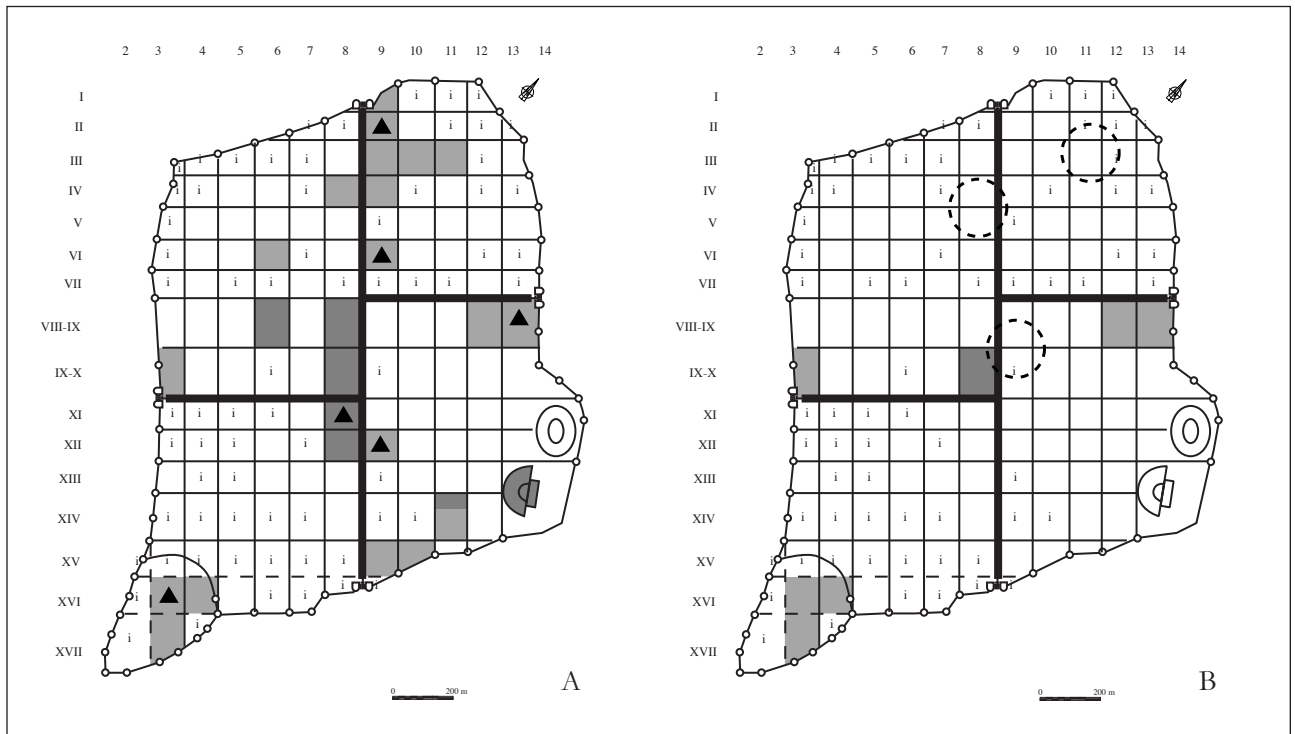 2 3 4 5 6 7 8 9 10 11 12 13 14
I i i i
II i i i i i
III i i i i i i
IV i i i i i i
V i i
VI i i i i
VII i i i i i i i i
VIII-IX
IX-X i i
XI i i i i
XII i i i
XIII i i i
XIV i i i i i i i
XV i i i i i i i
XVI i i i i i
XVII i i
0 200 m
A
2 3 4 5 6 7 8 9 10 11 12 13 14
I i i i
II i i i i i
III i i i i i i
IV i i i i i i
V i i
VI i i i i
VII i i i i i i i i
VIII-IX
IX-X i i
XI i i i i
XII i i i
XIII i i i
XIV i i i i i i i
XV i i i i i i i
XVI i i i i i
XVII i i
0 200 m
B